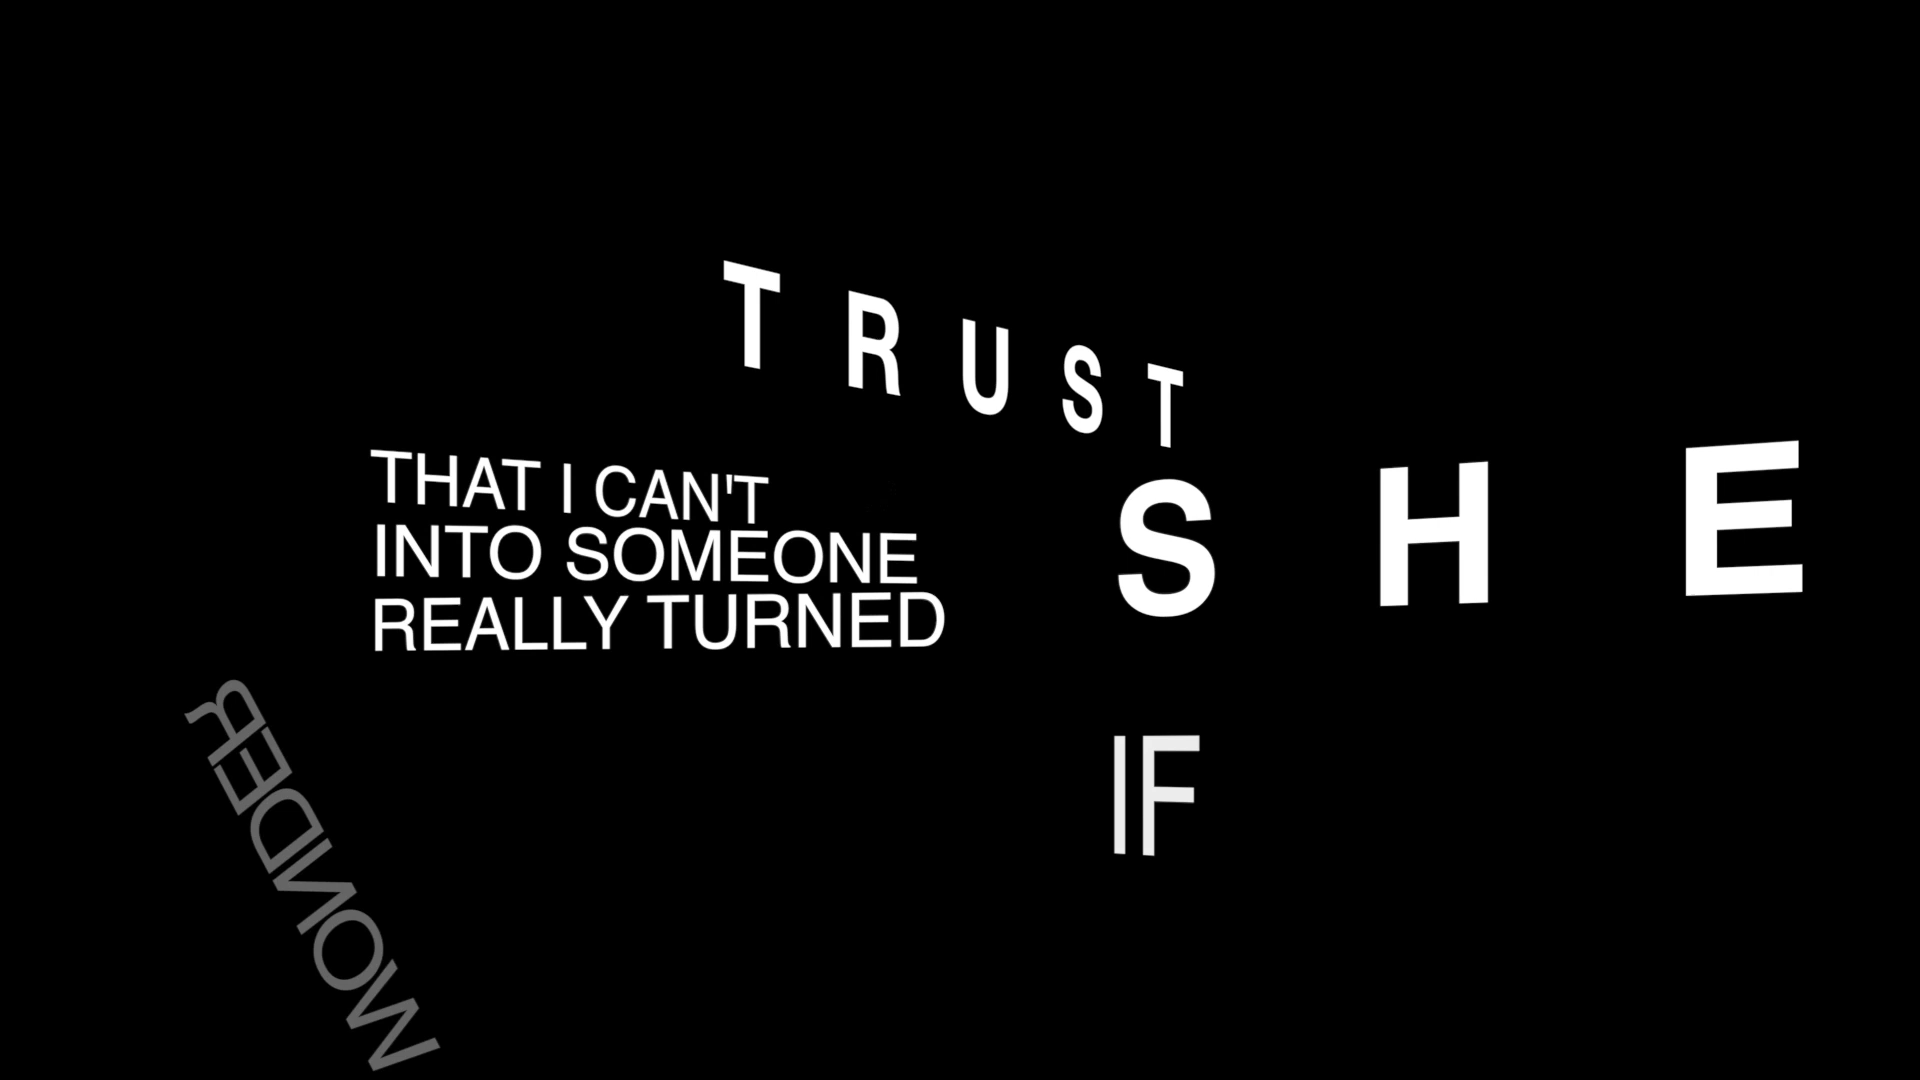 TRUST
THAT I CAN'T
INTO SOMEONE
REALLY TURNED
SHE
IF
WONDER